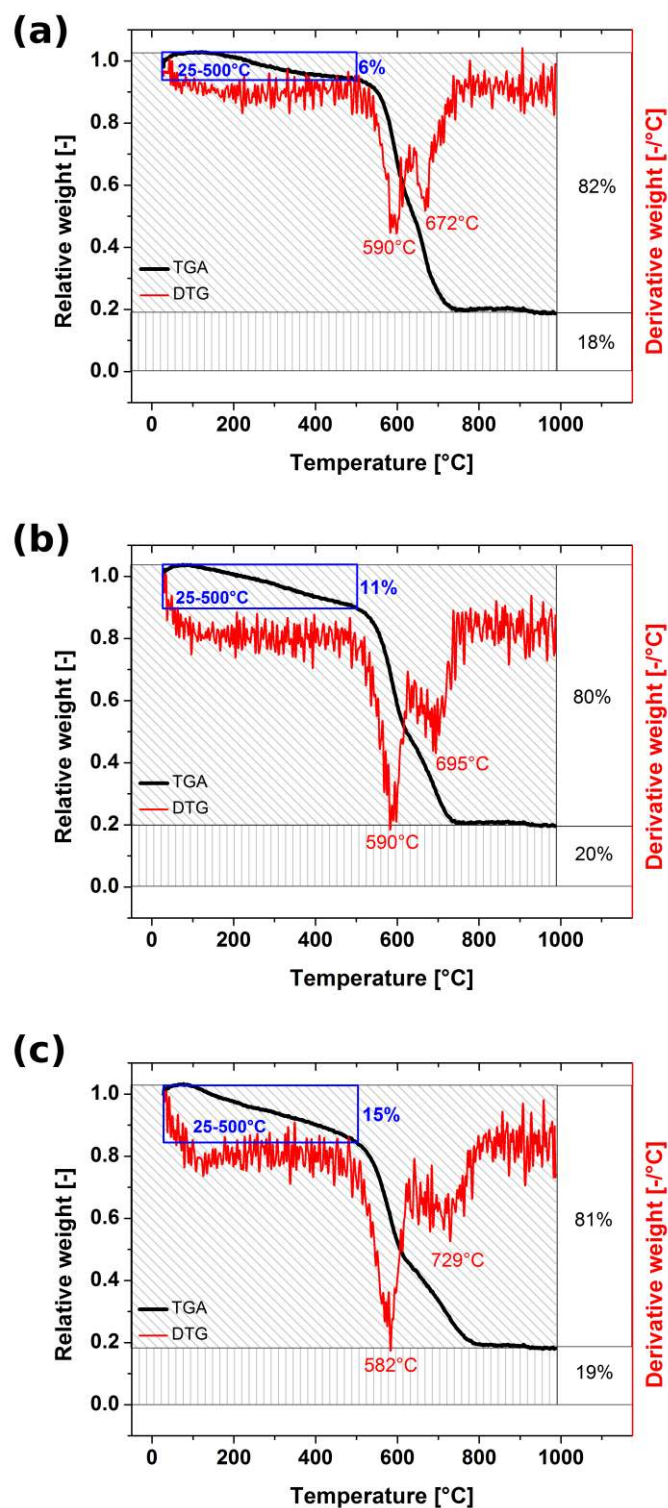 (a)
1.0
0.8
0.6
0.4
0.2
0.0
Relative weight [-]
25-500°C
6%
590°C
672°C
TGA
DTG
82%
18%
Derivative weight [-/°C]
0 200 400 600 800 1000
Temperature [°C]
(b)
1.0
0.8
0.6
0.4
0.2
0.0
Relative weight [-]
25-500°C
11%
695°C
590°C
TGA
DTG
80%
20%
Derivative weight [-/°C]
0 200 400 600 800 1000
Temperature [°C]
(c)
1.0
0.8
0.6
0.4
0.2
0.0
Relative weight [-]
25-500°C
15%
729°C
582°C
TGA
DTG
81%
19%
Derivative weight [-/°C]
0 200 400 600 800 1000
Temperature [°C]